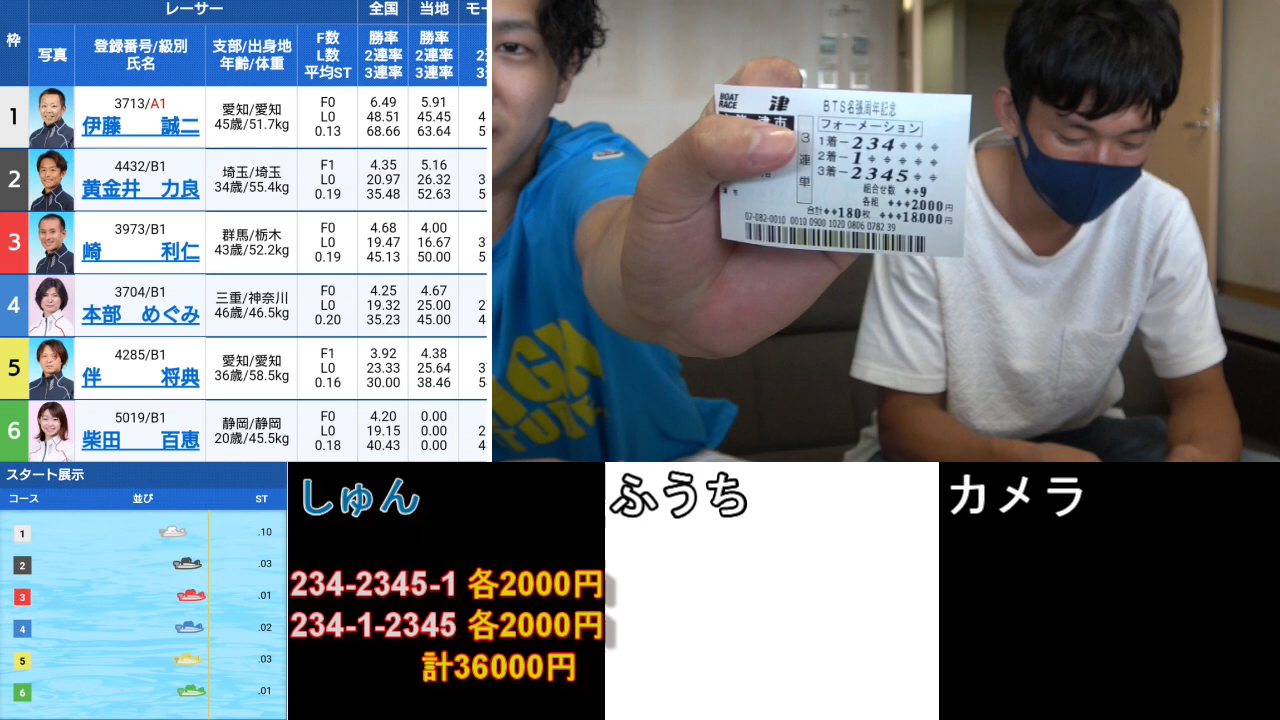 レーサー
全国
当地
枠
写真
登録番号/級別
氏名
支部/出身地
年齢/体重
F数
L数
平均ST
勝率
2連率
3連率
勝率
2連率
3連率
1
3713/A1
伊藤 誠二
愛知/愛知
45歳/51.7kg
F0
L0
0.13
6.49
48.51
68.66
5.91
45.45
63.64
2
4432/B1
黄金井 力良
埼玉/埼玉
34歳/55.4kg
F1
L0
0.19
4.35
20.97
35.48
5.16
26.32
52.63
3
3973/B1
崎 利仁
群馬/栃木
43歳/52.2kg
F0
L0
0.19
4.68
19.47
45.13
4.00
16.67
50.00
4
3704/B1
本部 めぐみ
三重/神奈川
46歳/46.5kg
F0
L0
0.20
4.25
19.32
35.23
4.67
25.00
45.00
5
4285/B1
伴 将典
愛知/愛知
36歳/58.5kg
F1
L0
0.16
3.92
23.33
30.00
4.38
25.64
38.46
6
5019/B1
柴田 百恵
静岡/静岡
20歳/45.5kg
F0
L0
0.18
4.20
19.15
40.43
0.00
0.00
0.00
BOAT RACE 津
BTS名張周年記念
フォーメーション
3連単
1着－234
2着－1
3着－2345
組合せ数 9
各組 2000円
合計 180枚 18000円
02-082-0010 0010 0900 1020 0806 0782 39
スタート展示
コース 並び ST
1 .10
2 .03
3 .01
4 .02
5 .03
6 .01
しゅん
234-2345-1 各2000円
234-1-2345 各2000円
計36000円
ふうち
カメラ